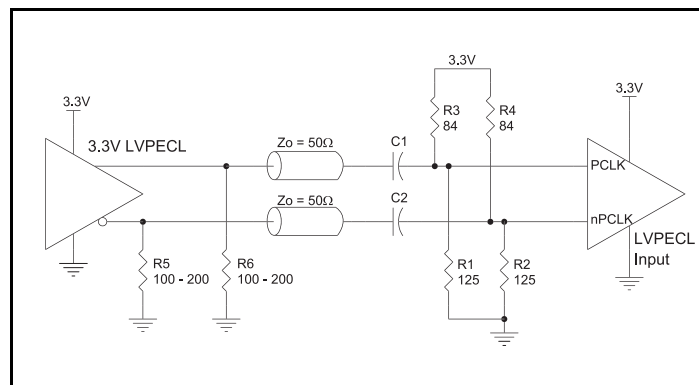 3.3V
3.3V LVPECL
R5
100 - 200
R6
100 - 200
Zo = 50Ω
Zo = 50Ω
C1
C2
3.3V
R3
84
R4
84
R1
125
R2
125
3.3V
PCLK
nPCLK
LVPECL
Input